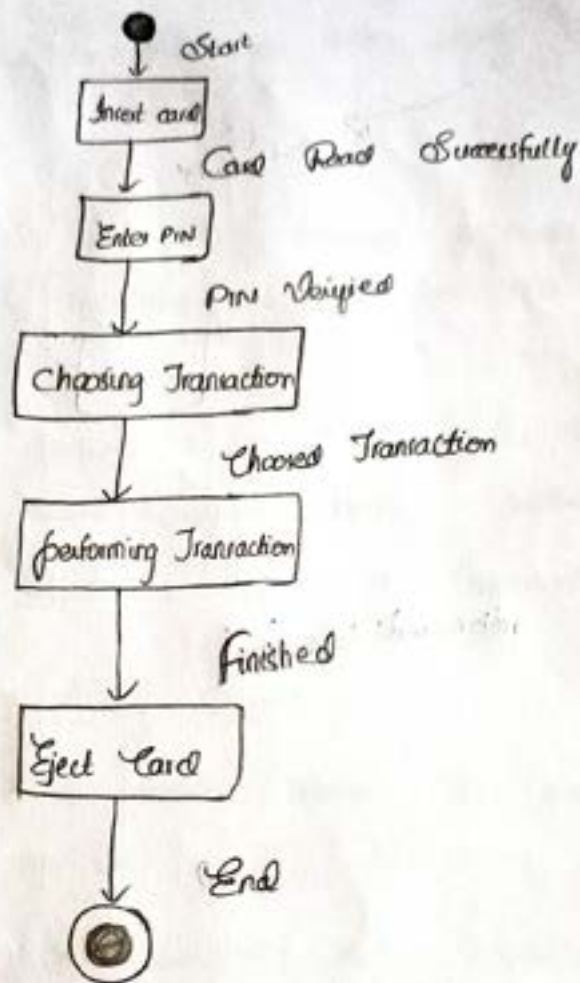 Start
Insert card
Card Read Successfully
Enter PIN
PIN Verified
Choosing Transaction
Choosed Transaction
performing Transaction
Finished
Eject Card
End